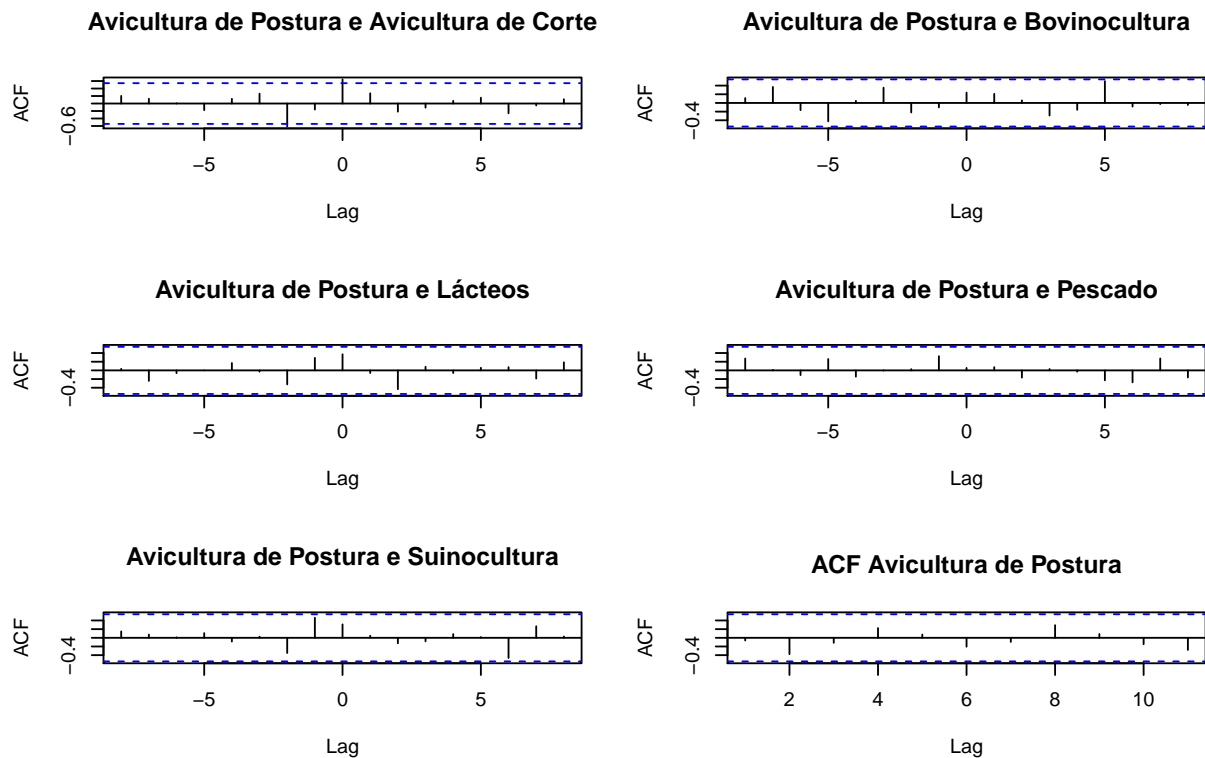 Avicultura de Postura e Avicultura de Corte
ACF
−0.6
−5 0 5
Lag
Avicultura de Postura e Bovinocultura
ACF
−0.4
−5 0 5
Lag
Avicultura de Postura e Lácteos
ACF
−0.4
−5 0 5
Lag
Avicultura de Postura e Pescado
ACF
−0.4
−5 0 5
Lag
Avicultura de Postura e Suinocultura
ACF
−0.4
−5 0 5
Lag
ACF Avicultura de Postura
ACF
−0.4
2 4 6 8 10
Lag